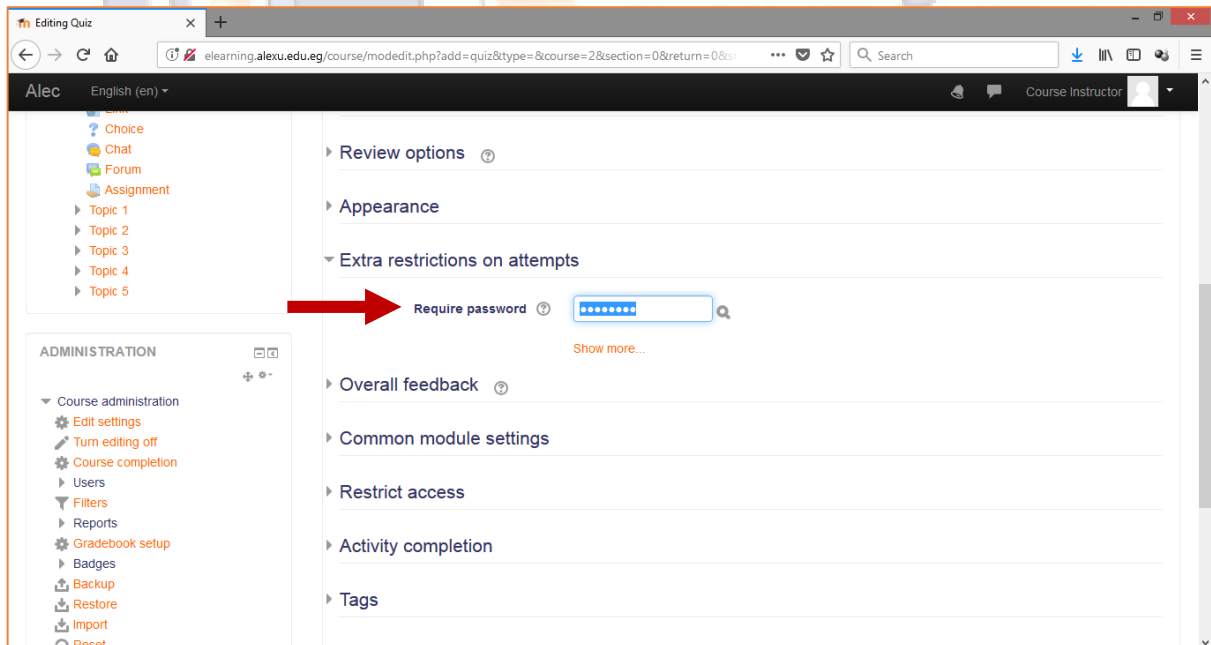 Editing Quiz
elearning.alexu.edu.eg/course/modedit.php?add=quiz&type=&course=2&section=0&return=0&s
Search
Alec English (en)
Course Instructor
Link
Choice
Chat
Forum
Assignment
Topic 1
Topic 2
Topic 3
Topic 4
Topic 5
ADMINISTRATION
Course administration
Edit settings
Turn editing off
Course completion
Users
Filters
Reports
Gradebook setup
Badges
Backup
Restore
Import
Reset
Review options
Appearance
Extra restrictions on attempts
Require password
Show more...
Overall feedback
Common module settings
Restrict access
Activity completion
Tags